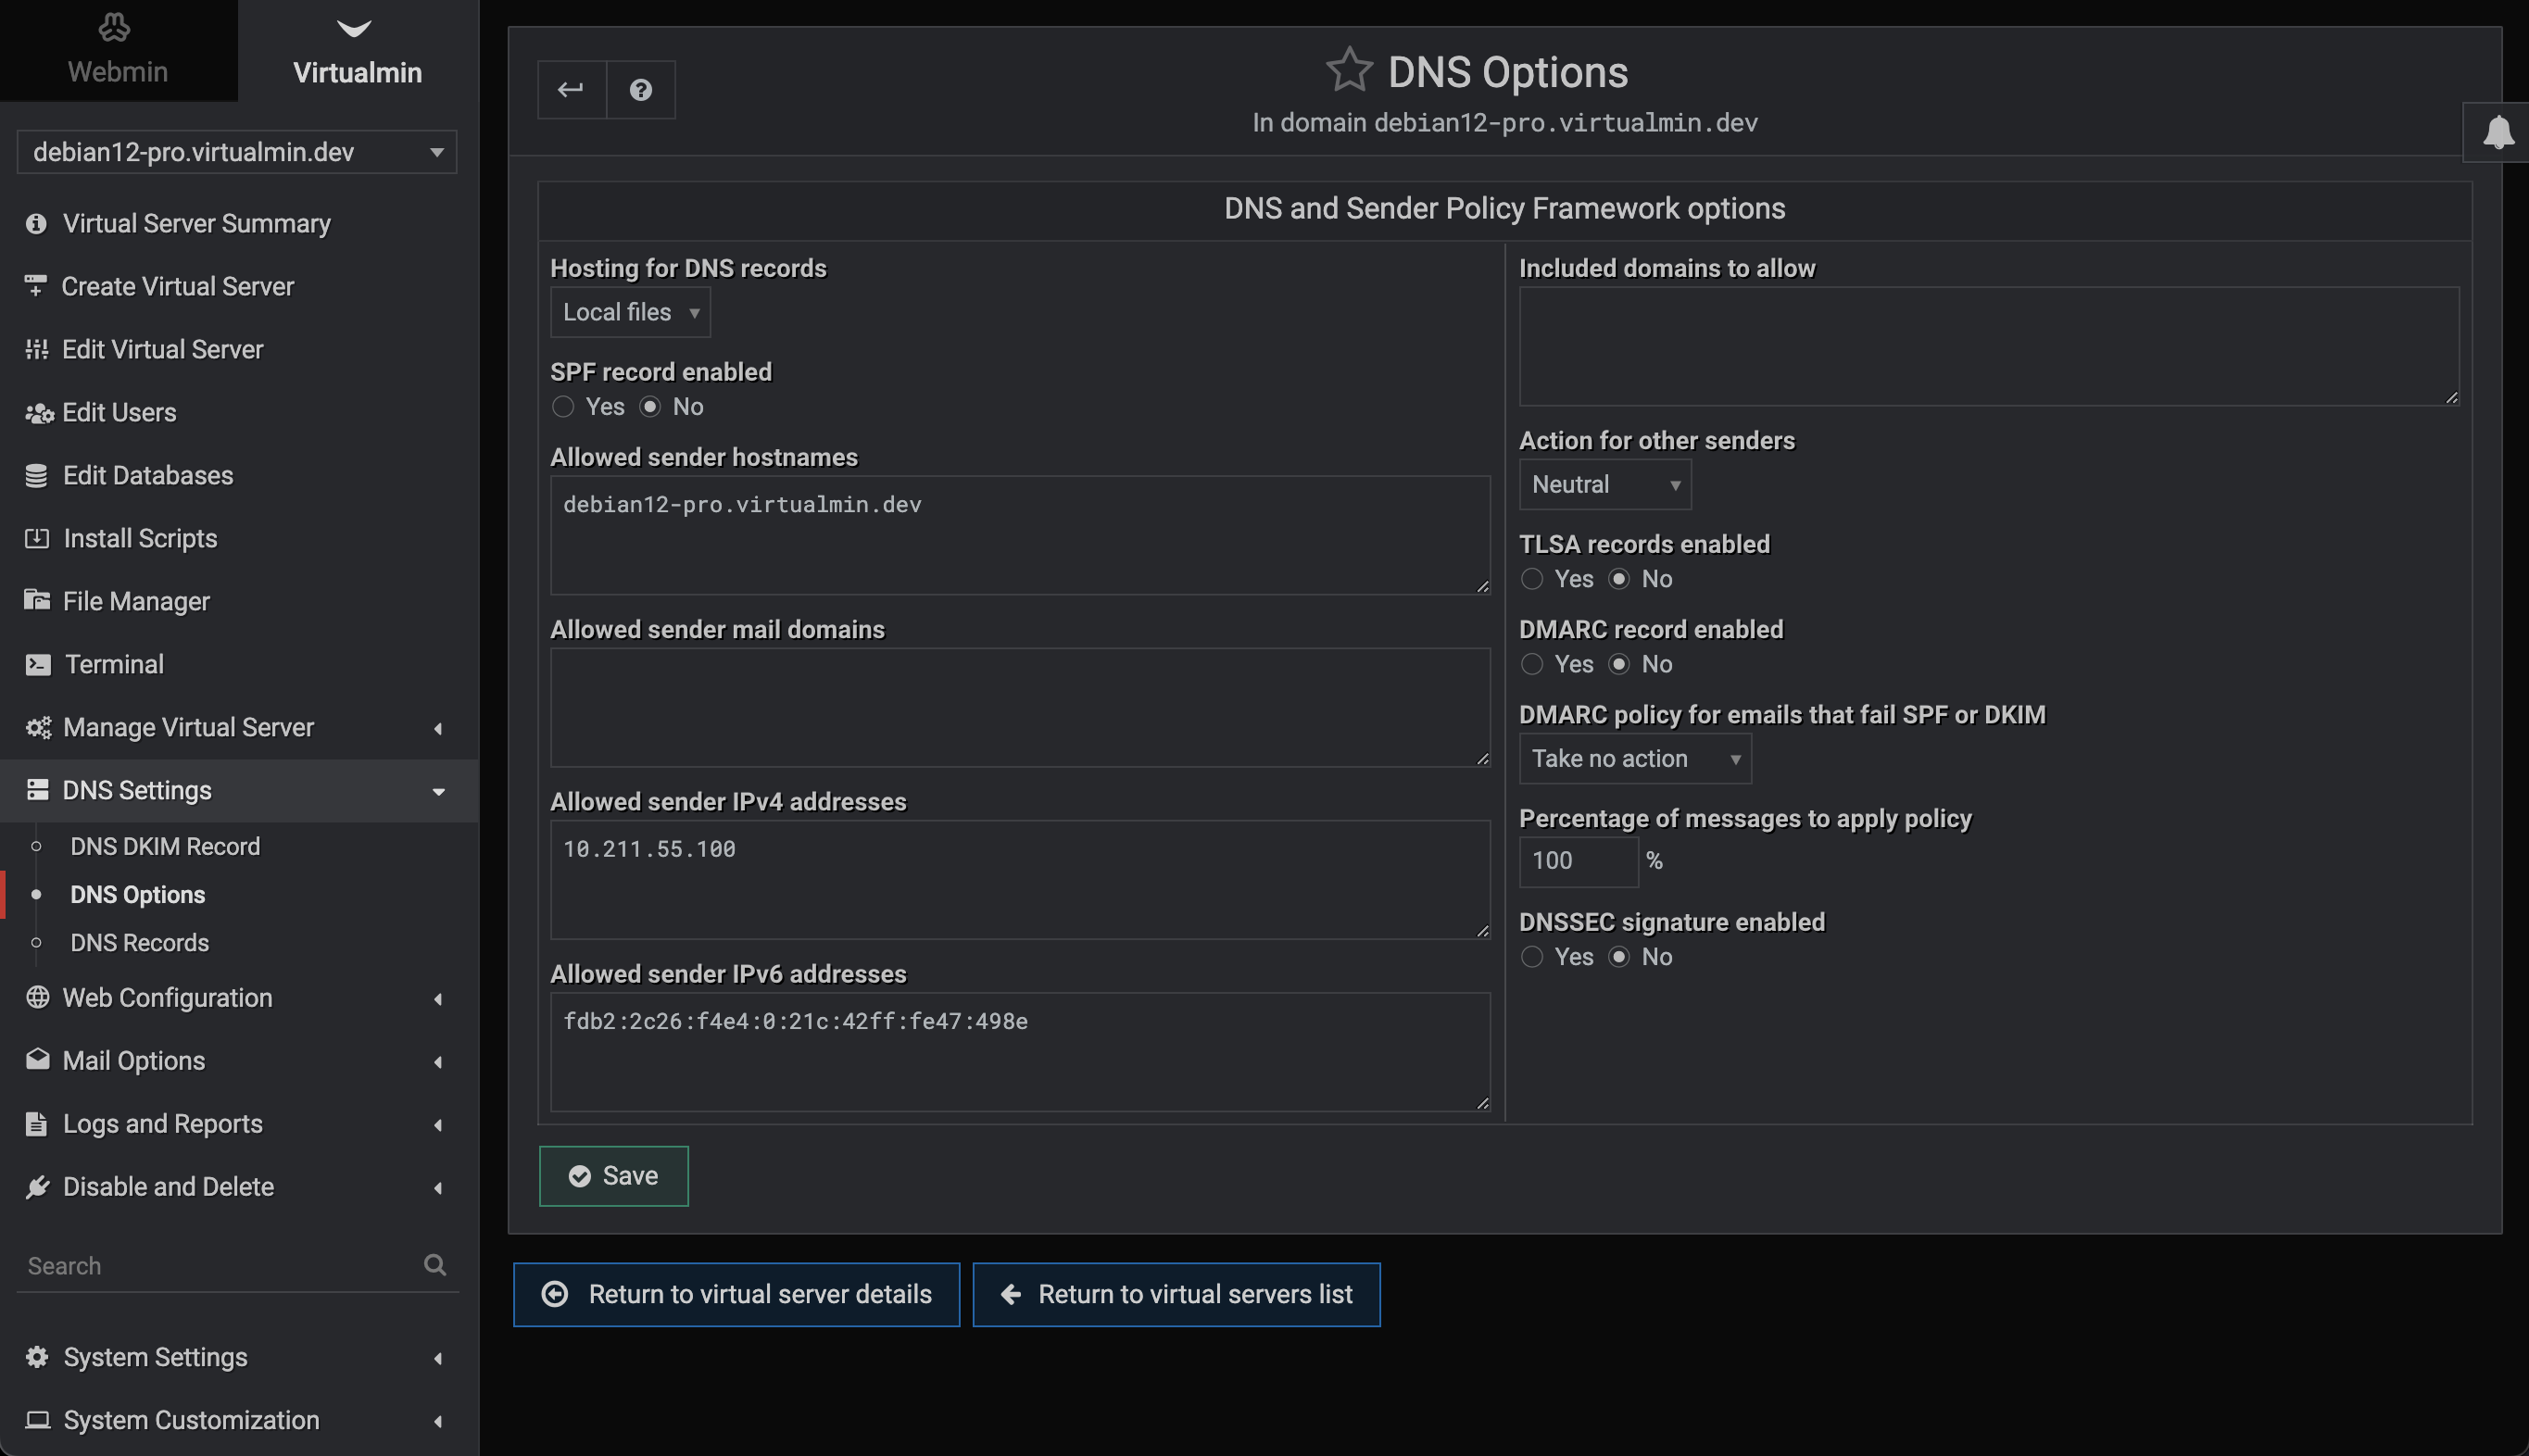 Webmin
Virtualmin
debian12-pro.virtualmin.dev
Virtual Server Summary
Create Virtual Server
Edit Virtual Server
Edit Users
Edit Databases
Install Scripts
File Manager
Terminal
Manage Virtual Server
DNS Settings
DNS DKIM Record
DNS Options
DNS Records
Web Configuration
Mail Options
Logs and Reports
Disable and Delete
Search
System Settings
System Customization
DNS Options
In domain debian12-pro.virtualmin.dev
DNS and Sender Policy Framework options
Hosting for DNS records
Local files
SPF record enabled
Yes No
Allowed sender hostnames
debian12-pro.virtualmin.dev
Allowed sender mail domains
Allowed sender IPv4 addresses
10.211.55.100
Allowed sender IPv6 addresses
fdb2:2c26:f4e4:0:21c:42ff:fe47:498e
Included domains to allow
Action for other senders
Neutral
TLSA records enabled
Yes No
DMARC record enabled
Yes No
DMARC policy for emails that fail SPF or DKIM
Take no action
Percentage of messages to apply policy
100 %
DNSSEC signature enabled
Yes No
Save
Return to virtual server details
Return to virtual servers list